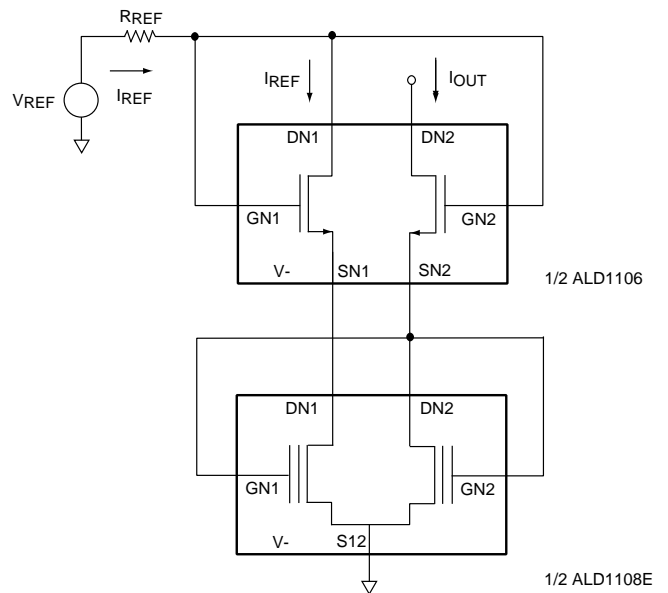 RREF
VREF
IREF
IREF
IOUT
DN1
DN2
GN1
GN2
V-
SN1
SN2
1/2 ALD1106
DN1
DN2
GN1
GN2
V-
S12
1/2 ALD1108E